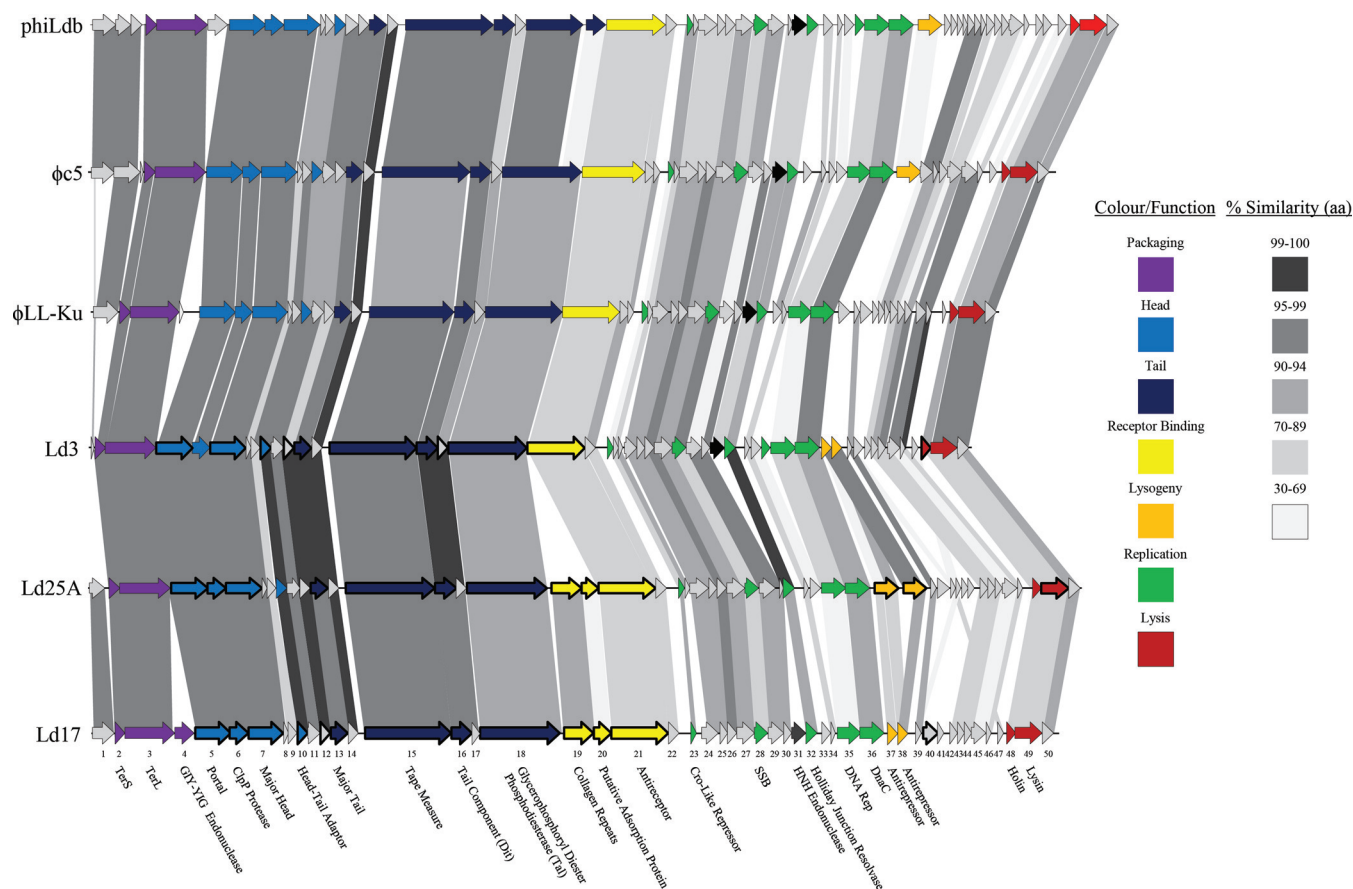 phiLdb
ϕc5
ϕLL-Ku
Ld3
Ld25A
Ld17
1 2 3 4 5 6 7 8 9 10 11 12 13 14 15 16 17 18 19 20 21 22 23 24 25 26 27 28 29 30 31 32 33 34 35 36 37 38 39 40 41 42 43 44 45 46 47 48 49 50
TerS
TerL
GIY-YIG Endonuclease
Portal
ClpP Protease
Major Head
Head-Tail Adaptor
Major Tail
Tape Measure
Tail Component (Dit)
Glycerophosphoryl Diester
Phosphodiesterase (Tal)
Collagen Repeats
Putative Adsorption Protein
Antireceptor
Cro-Like Repressor
SSB
HNH Endonuclease
Holliday Junction Resolvase
DNA Rep
DnaC
Antirepressor
Antirepressor
Holin
Lysin
Colour/Function
Packaging
Head
Tail
Receptor Binding
Lysogeny
Replication
Lysis
% Similarity (aa)
99-100
95-99
90-94
70-89
30-69